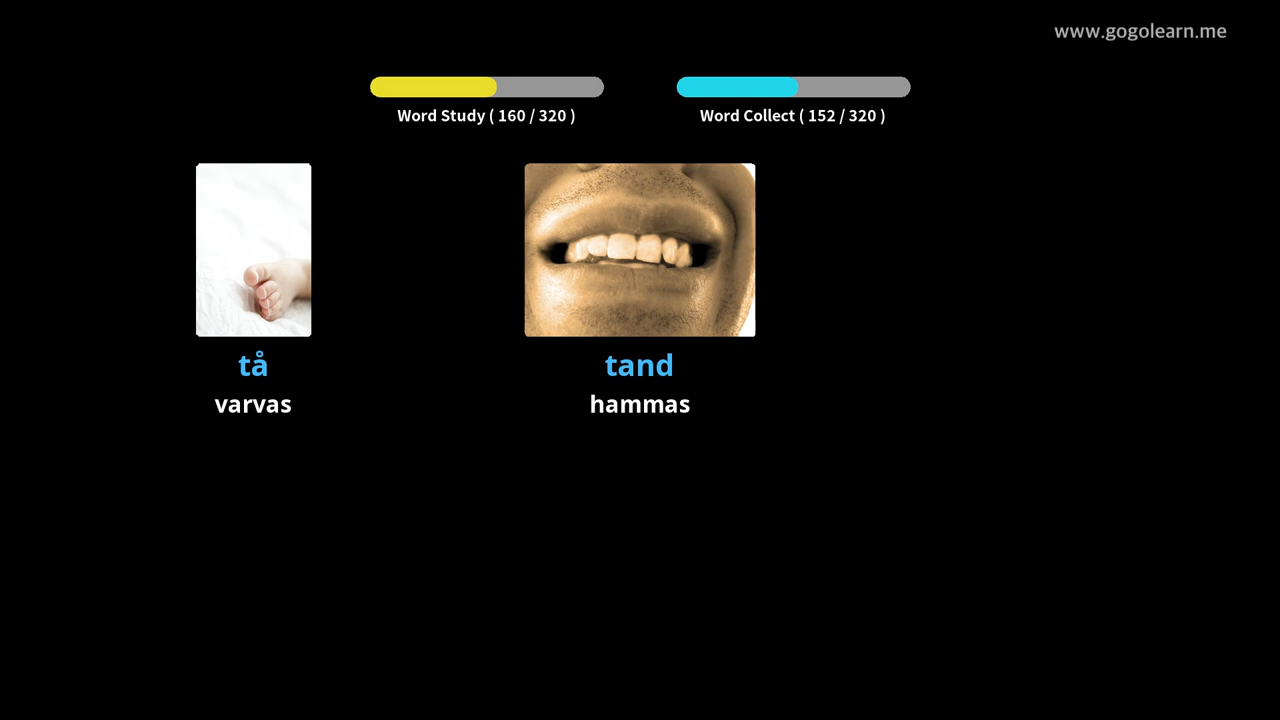 www.gogolearn.me
Word Study ( 160 / 320 )
Word Collect ( 152 / 320 )
tå
varvas
tand
hammas